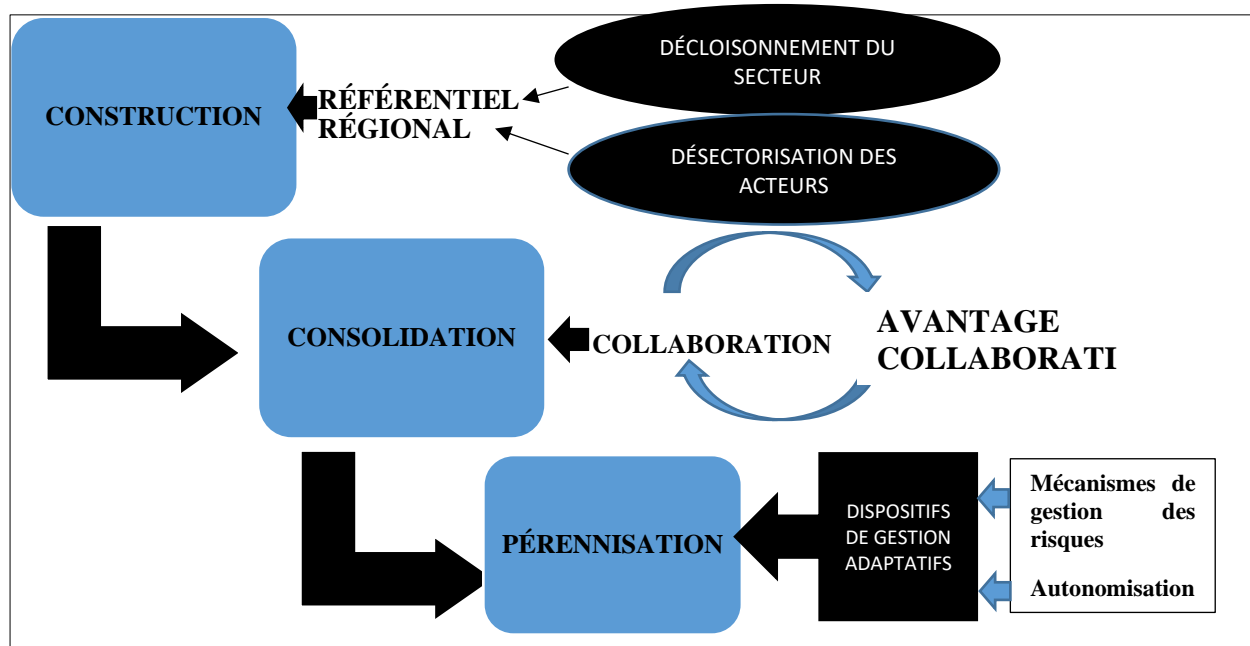 DÉCLOISONNEMENT DU
SECTEUR
CONSTRUCTION
RÉFÉRENTIEL
RÉGIONAL
DÉSECTORISATION DES
ACTEURS
CONSOLIDATION
COLLABORATION
AVANTAGE
COLLABORATI
PÉRENNISATION
DISPOSITIFS
DE GESTION
ADAPTATIFS
Mécanismes de
gestion des
risques
Autonomisation